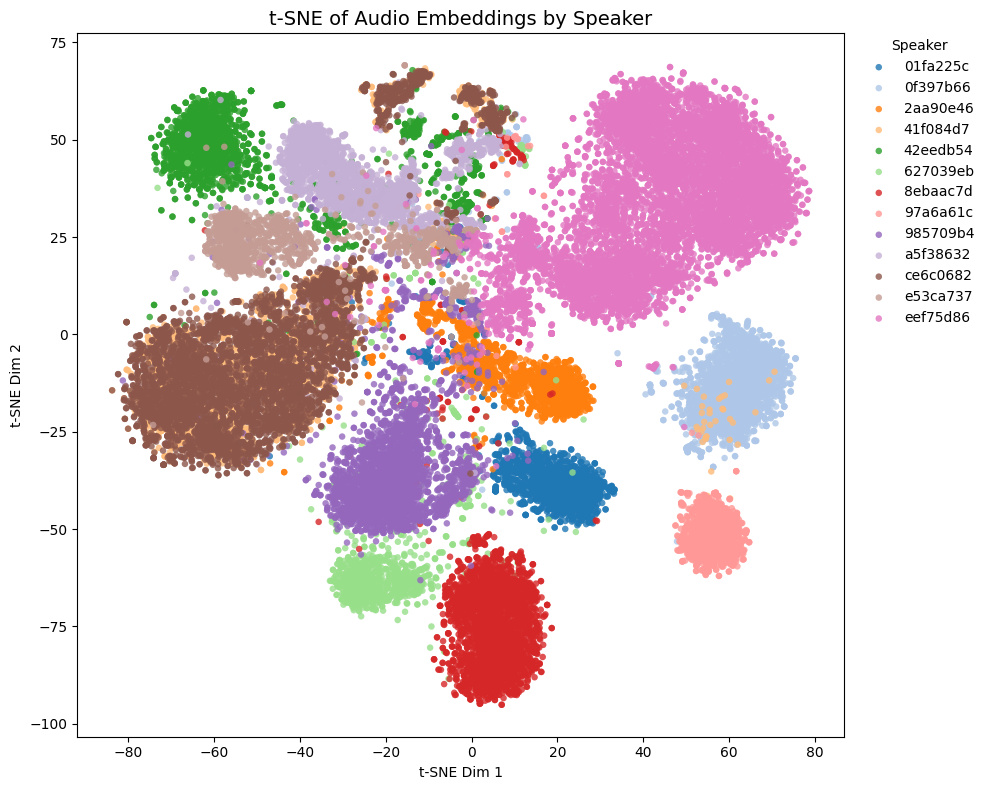 t-SNE of Audio Embeddings by Speaker
75
50
25
0
−25
−50
−75
−100
t-SNE Dim 2
−80
−60
−40
−20
0
20
40
60
80
t-SNE Dim 1
Speaker
01fa225c
0f397b66
2aa90e46
41f084d7
42eedb54
627039eb
8ebaac7d
97a6a61c
985709b4
a5f38632
ce6c0682
e53ca737
eef75d86